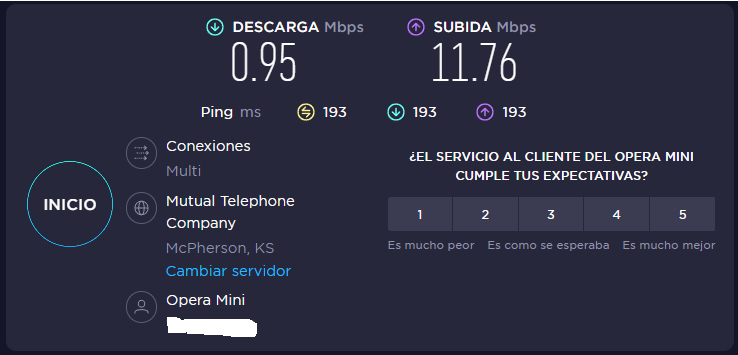 DESCARGA Mbps
0.95
SUBIDA Mbps
11.76
Ping ms 193 193 193
INICIO
Conexiones
Multi
Mutual Telephone
Company
McPherson, KS
Cambiar servidor
Opera Mini
¿EL SERVICIO AL CLIENTE DEL OPERA MINI
CUMPLE TUS EXPECTATIVAS?
1 2 3 4 5
Es mucho peor Es como se esperaba Es mucho mejor